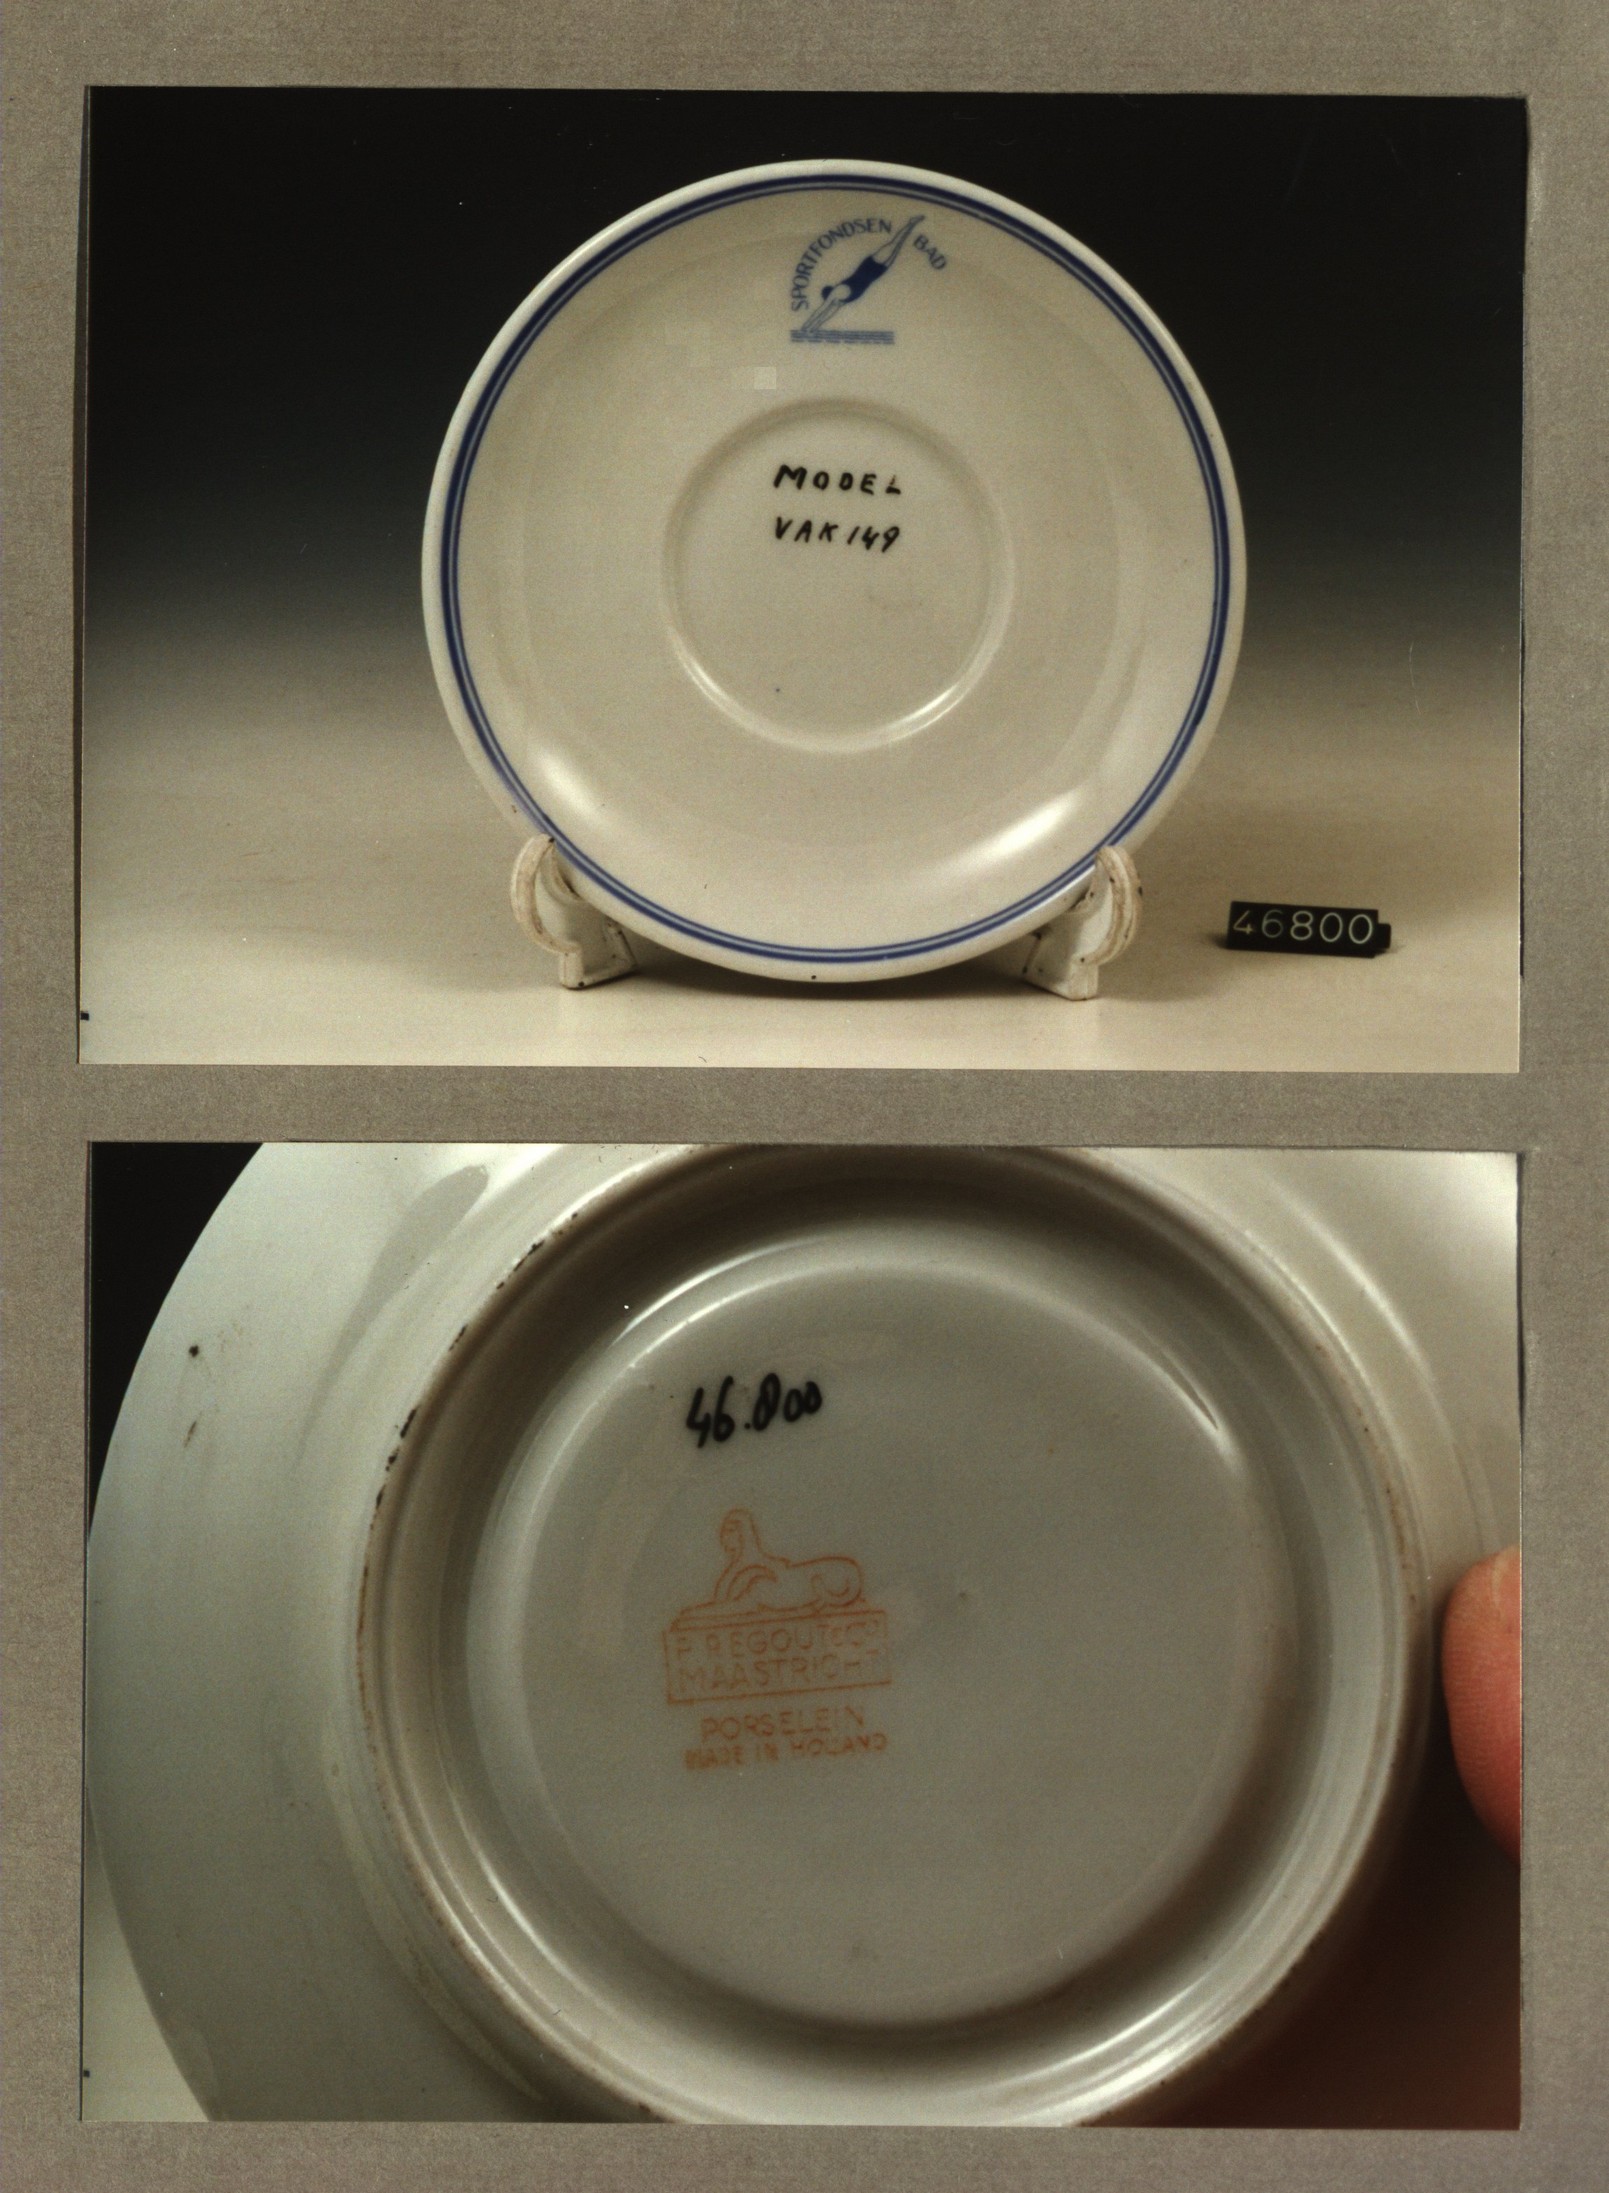 SPORTFONDSEN BAD
MODEL
VAK 149
46800
46.800
P. REGOUT & Co
MAASTRICHT
PORSELEIN
MADE IN HOLLAND